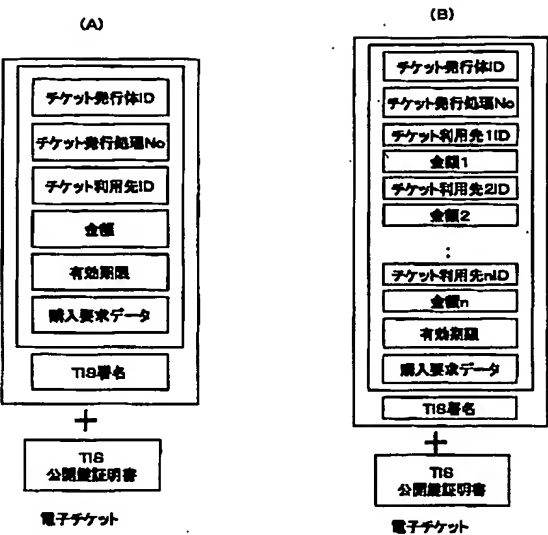 (A)
チケット発行体ID
チケット発行処理No
チケット利用先ID
金額
有効期限
購入要求データ
TIS署名
+
TIS
公開鍵証明書
電子チケット
(B)
チケット発行体ID
チケット発行処理No
チケット利用先1ID
金額1
チケット利用先2ID
金額2
:
チケット利用先nID
金額n
有効期限
購入要求データ
TIS署名
+
TIS
公開鍵証明書
電子チケット